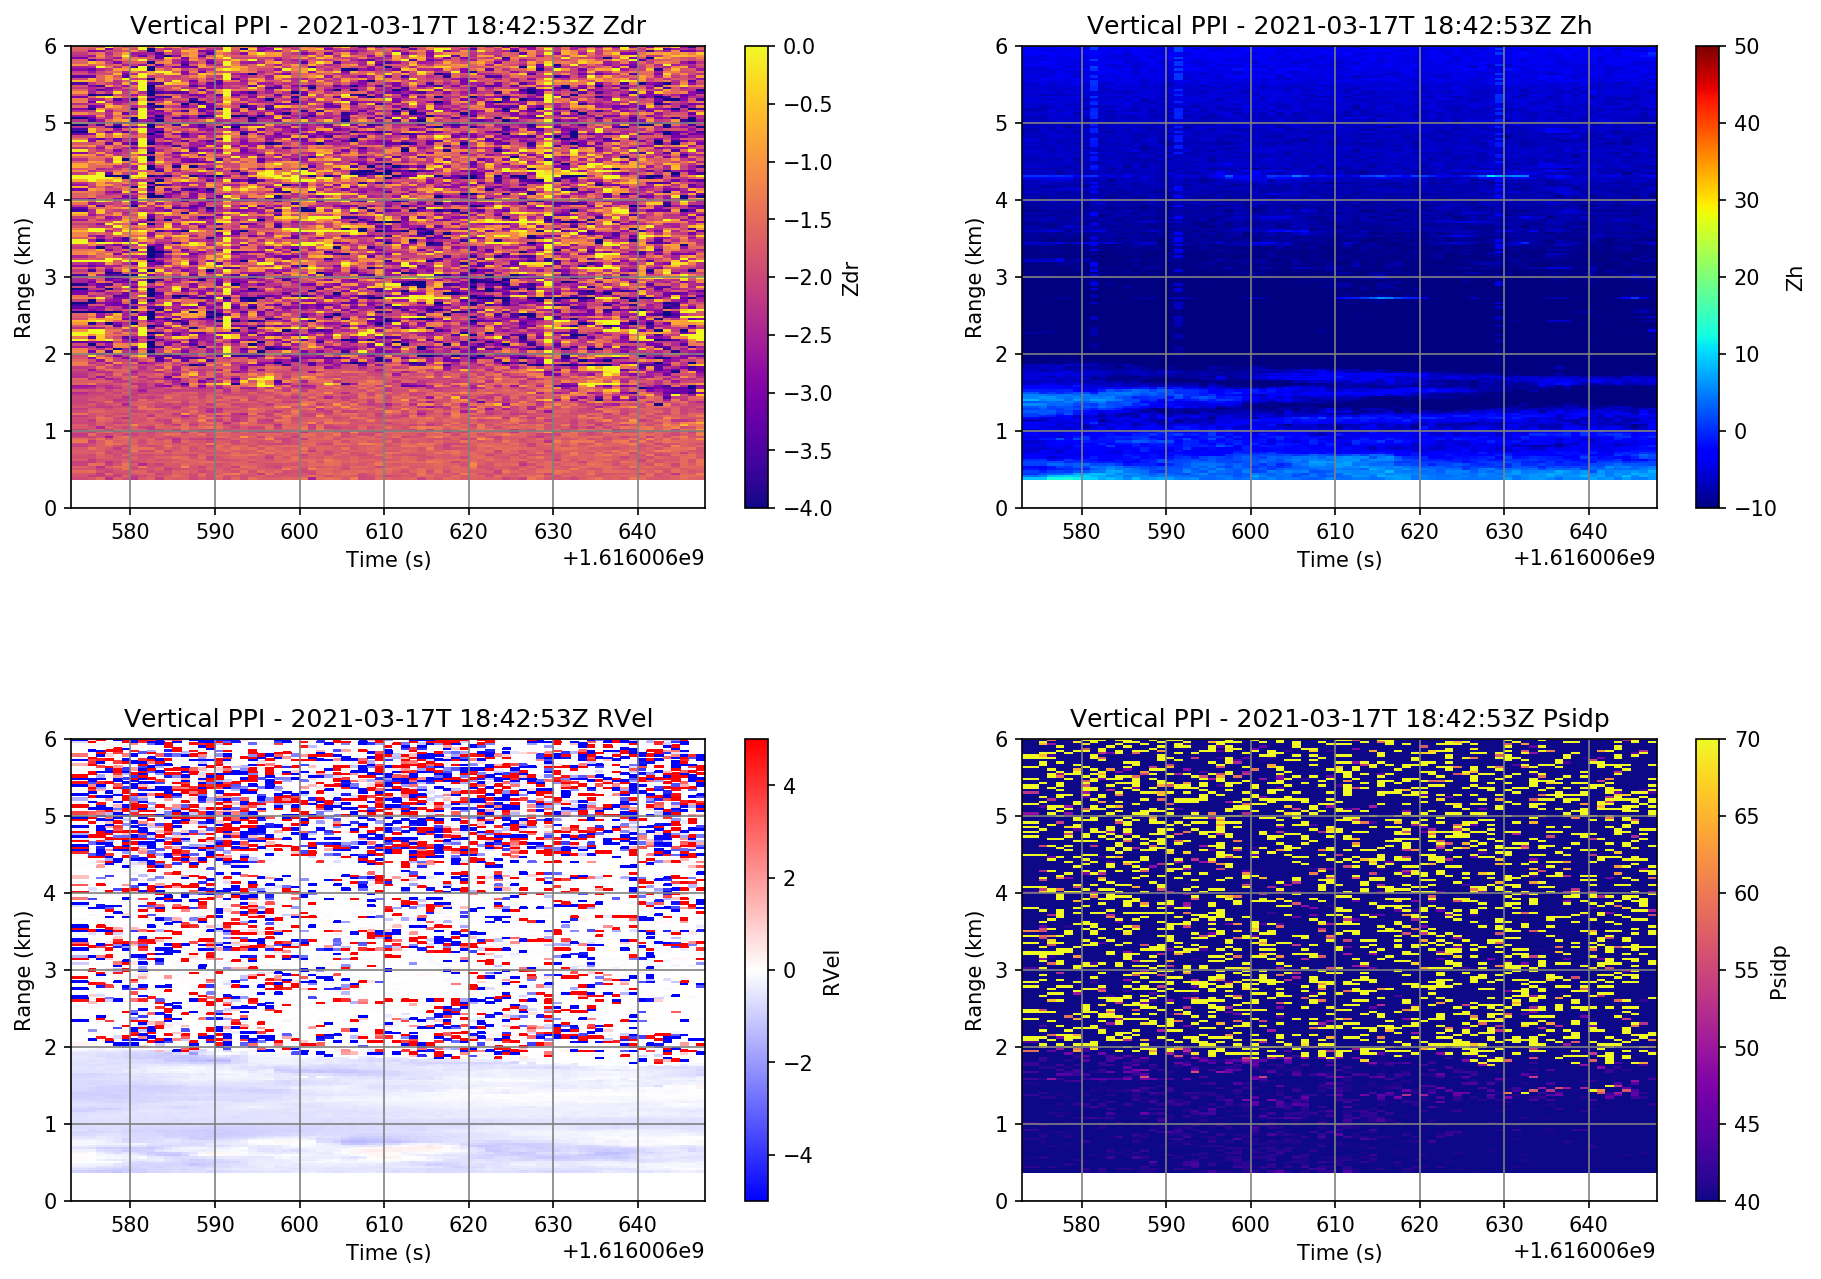 Vertical PPI - 2021-03-17T 18:42:53Z Zdr
6
5
4
3
2
1
0
Range (km)
580 590 600 610 620 630 640
Time (s)
+1.616006e9
0.0
−0.5
−1.0
−1.5
−2.0
−2.5
−3.0
−3.5
−4.0
Zdr
Vertical PPI - 2021-03-17T 18:42:53Z Zh
6
5
4
3
2
1
0
Range (km)
580 590 600 610 620 630 640
Time (s)
+1.616006e9
50
40
30
20
10
0
−10
Zh
Vertical PPI - 2021-03-17T 18:42:53Z RVel
6
5
4
3
2
1
0
Range (km)
580 590 600 610 620 630 640
Time (s)
+1.616006e9
4
2
0
−2
−4
RVel
Vertical PPI - 2021-03-17T 18:42:53Z Psidp
6
5
4
3
2
1
0
Range (km)
580 590 600 610 620 630 640
Time (s)
+1.616006e9
70
65
60
55
50
45
40
Psidp